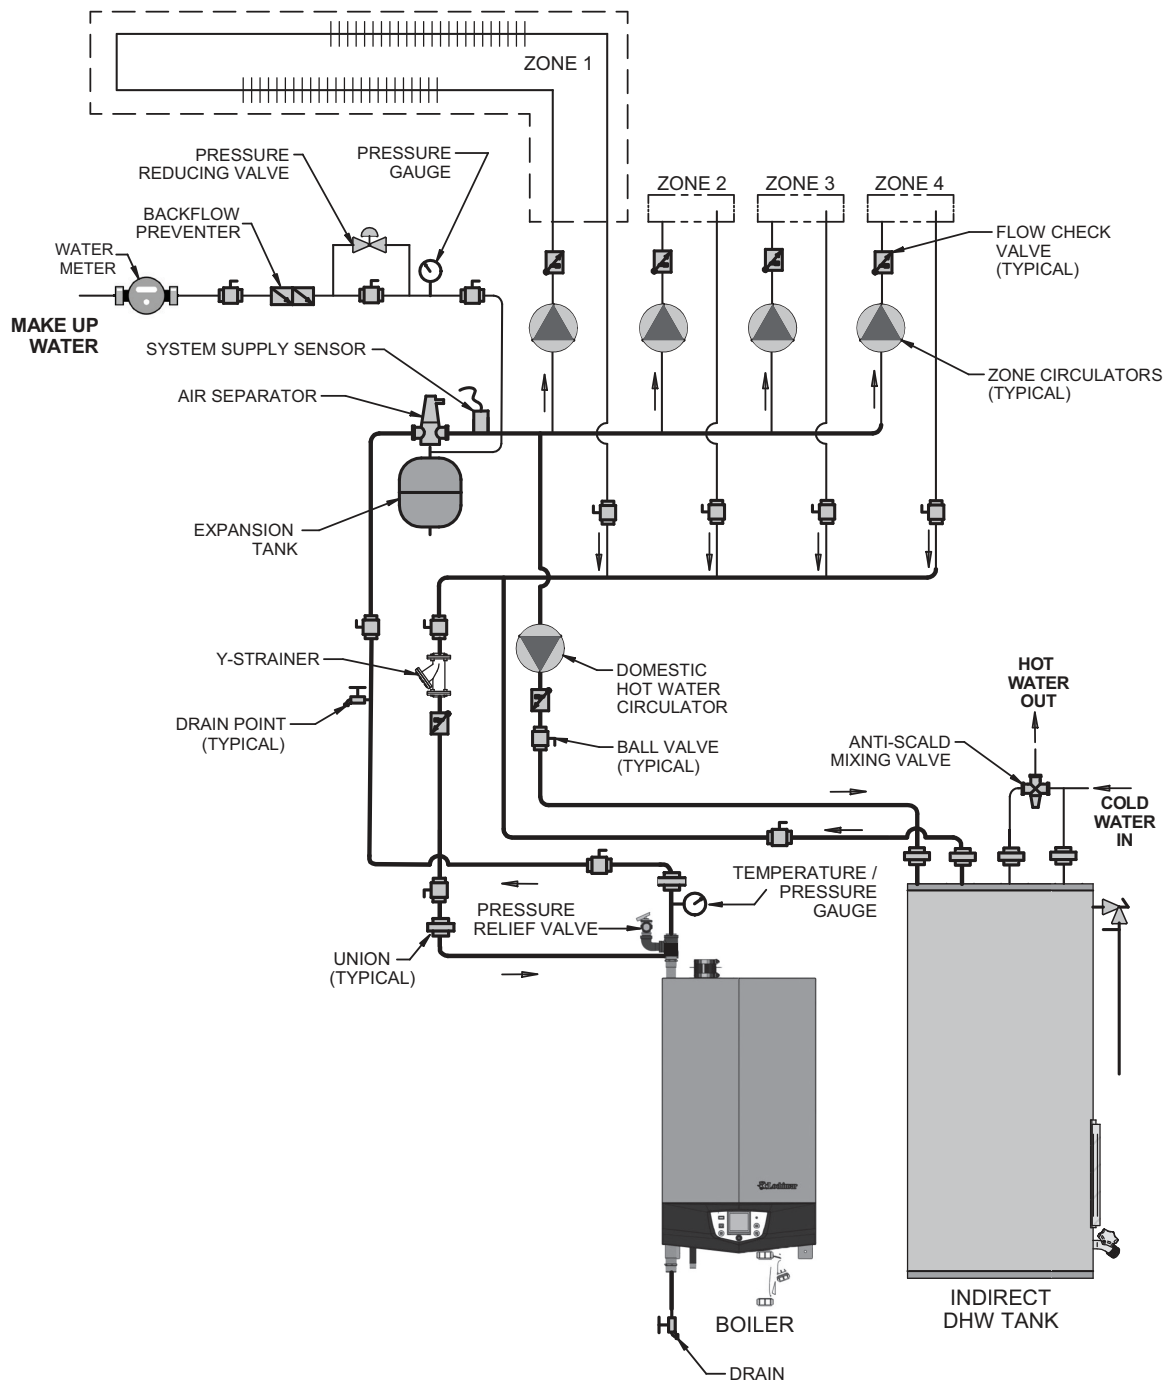 ZONE 1
PRESSURE
REDUCING VALVE
PRESSURE
GAUGE
ZONE 2
ZONE 3
ZONE 4
BACKFLOW
PREVENTER
FLOW CHECK
VALVE
(TYPICAL)
WATER
METER
MAKE UP
WATER
SYSTEM SUPPLY SENSOR
AIR SEPARATOR
ZONE CIRCULATORS
(TYPICAL)
EXPANSION
TANK
Y-STRAINER
DOMESTIC
HOT WATER
CIRCULATOR
HOT
WATER
OUT
DRAIN POINT
(TYPICAL)
BALL VALVE
(TYPICAL)
ANTI-SCALD
MIXING VALVE
COLD
WATER
IN
TEMPERATURE /
PRESSURE
GAUGE
PRESSURE
RELIEF VALVE
UNION
(TYPICAL)
Lochinvar
INDIRECT
DHW TANK
BOILER
DRAIN